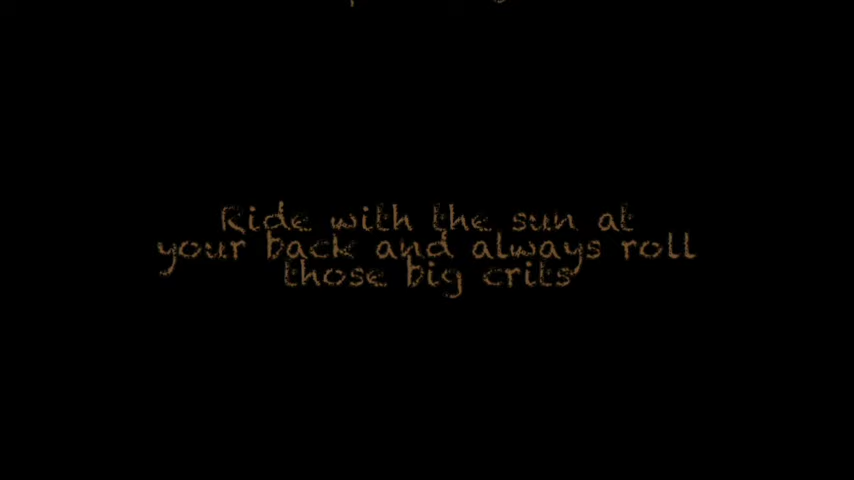 Ride with the sun at
your back and always roll
those big crits